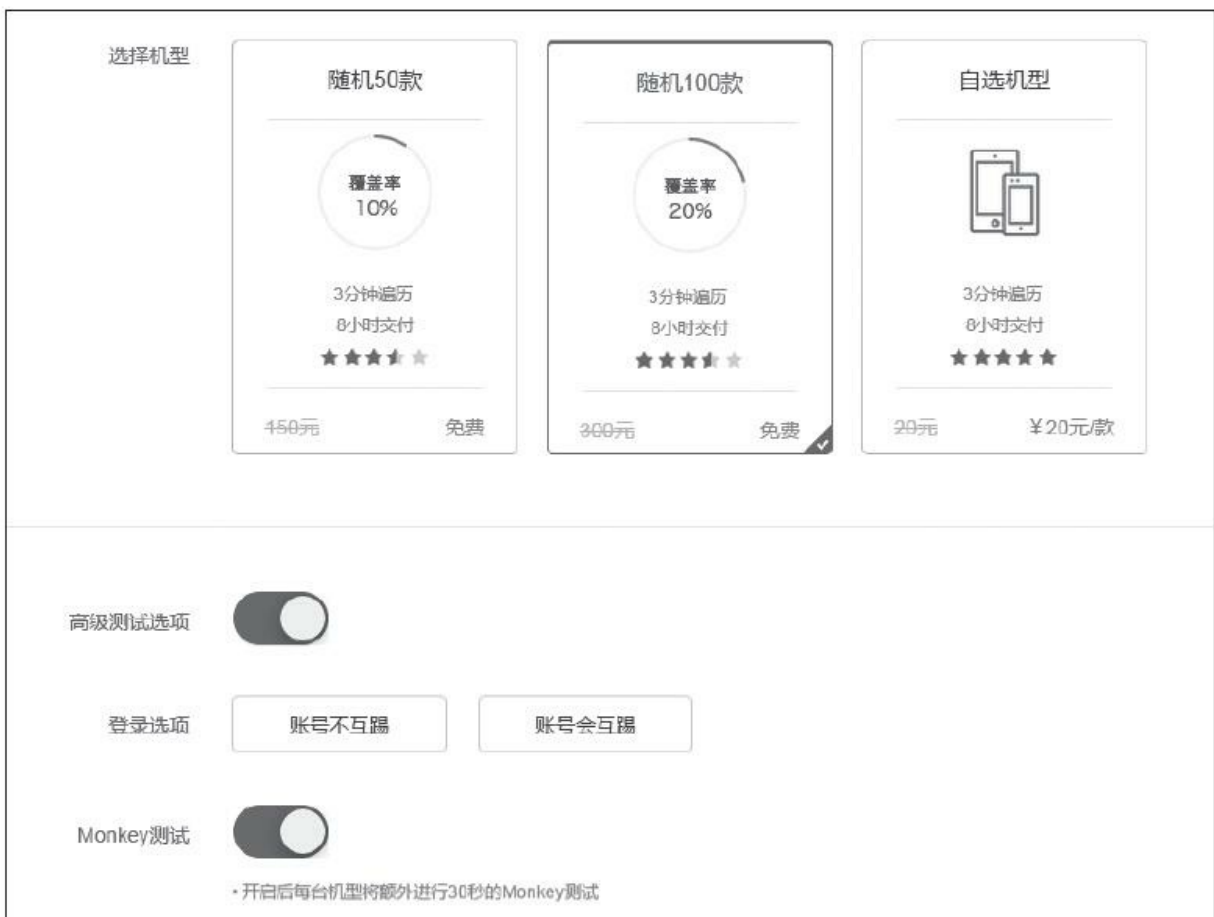 选择机型
随机50款
覆盖率
10%
3分钟遍历
8小时交付
150元 免费
随机100款
覆盖率
20%
3分钟遍历
8小时交付
300元 免费
自选机型
3分钟遍历
8小时交付
20元 ¥20元/款
高级测试选项
登录选项 账号不互踢 账号会互踢
Monkey测试
·开启后每台机型将额外进行30秒的Monkey测试